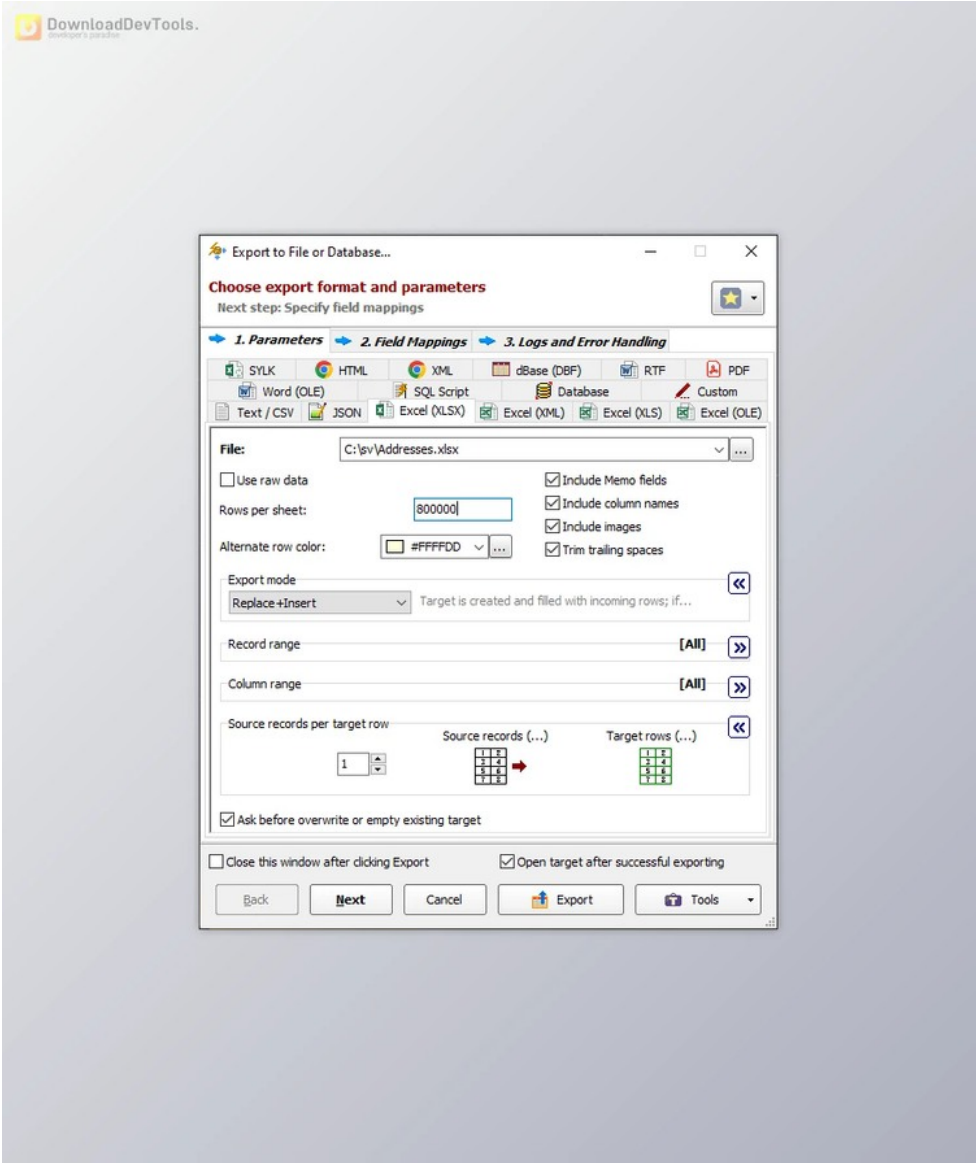 DownloadDevTools.
developer's paradise
Export to File or Database...
Choose export format and parameters
Next step: Specify field mappings
1. Parameters 2. Field Mappings 3. Logs and Error Handling
SYLK HTML XML dBase (DBF) RTF PDF
Word (OLE) SQL Script Database Custom
Text / CSV JSON Excel (XLSX) Excel (XML) Excel (XLS) Excel (OLE)
File: C:\sv\Addresses.xlsx ...
Use raw data Include Memo fields
Rows per sheet: 800000 Include column names
Include images
Alternate row color: #FFFFDD ... Trim trailing spaces
Export mode
Replace+Insert Target is created and filled with incoming rows; if...
Record range [All]
Column range [All]
Source records per target row
Source records (...) Target rows (...)
1
Ask before overwrite or empty existing target
Close this window after clicking Export Open target after successful exporting
Back Next Cancel Export Tools